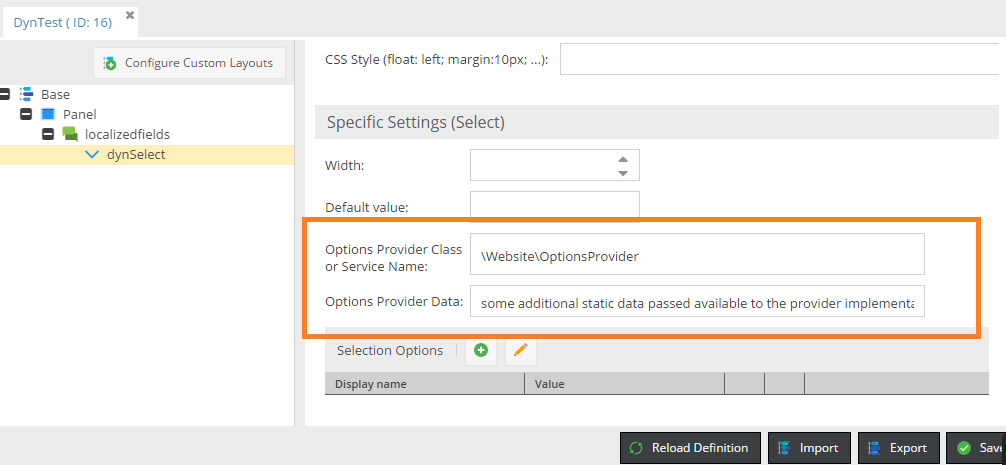 DynTest ( ID: 16)
Configure Custom Layouts
Base
Panel
localizedfields
dynSelect
CSS Style (float: left; margin:10px; ...):
Specific Settings (Select)
Width:
Default value:
Options Provider Class
or Service Name:
\Website\OptionsProvider
Options Provider Data:
some additional static data passed available to the provider implementa
Selection Options
Display name
Value
Reload Definition
Import
Export
Save